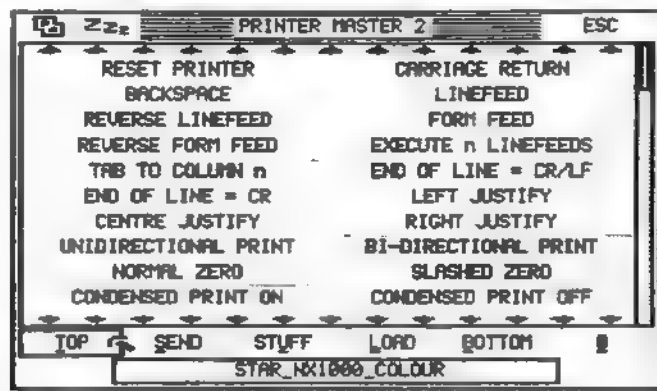 Zzz PRINTER MASTER 2 ESC
RESET PRINTER CARRIAGE RETURN
BACKSPACE LINEFEED
REVERSE LINEFEED FORM FEED
REVERSE FORM FEED EXECUTE n LINEFEEDS
TAB TO COLUMN n END OF LINE = CR/LF
END OF LINE = CR LEFT JUSTIFY
CENTRE JUSTIFY RIGHT JUSTIFY
UNIDIRECTIONAL PRINT BI-DIRECTIONAL PRINT
NORMAL ZERO SLASHED ZERO
CONDENSED PRINT ON CONDENSED PRINT OFF
TOP SEND STUFF LOAD BOTTOM
STAR_NX1000_COLOUR